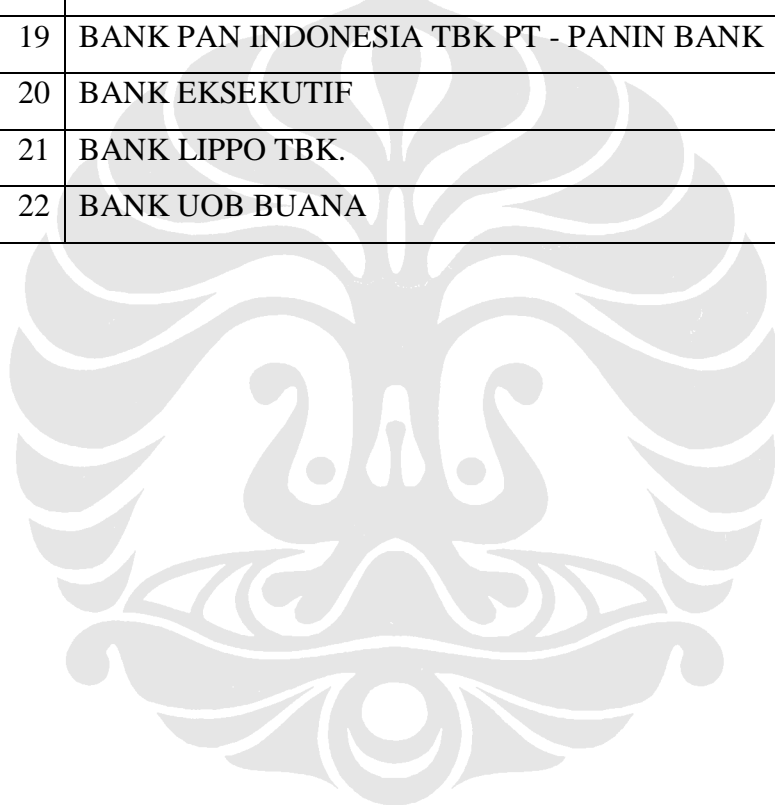 19 BANK PAN INDONESIA TBK PT - PANIN BANK
20 BANK EKSEKUTIF
21 BANK LIPPO TBK.
22 BANK UOB BUANA